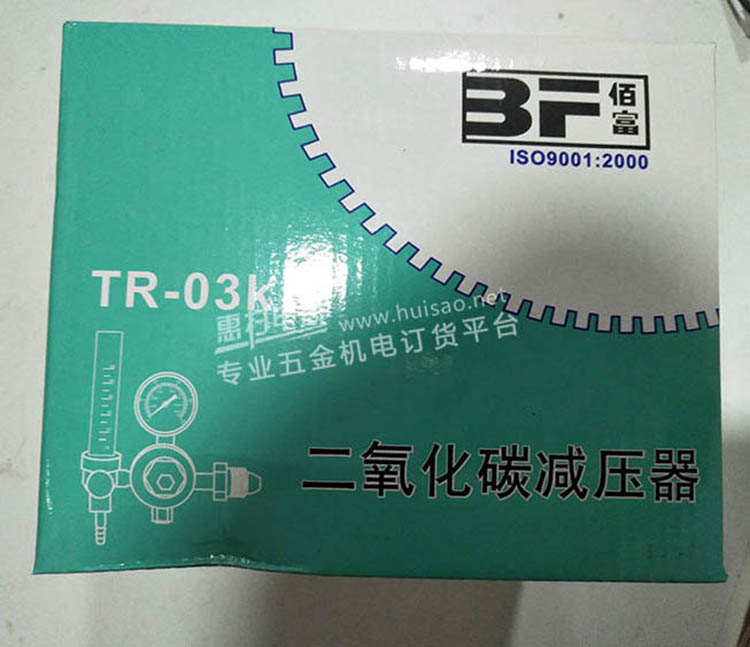 BF 佰富
ISO9001:2000
TR-03k
www.huisao.net
专业五金机电订货平台
二氧化碳减压器